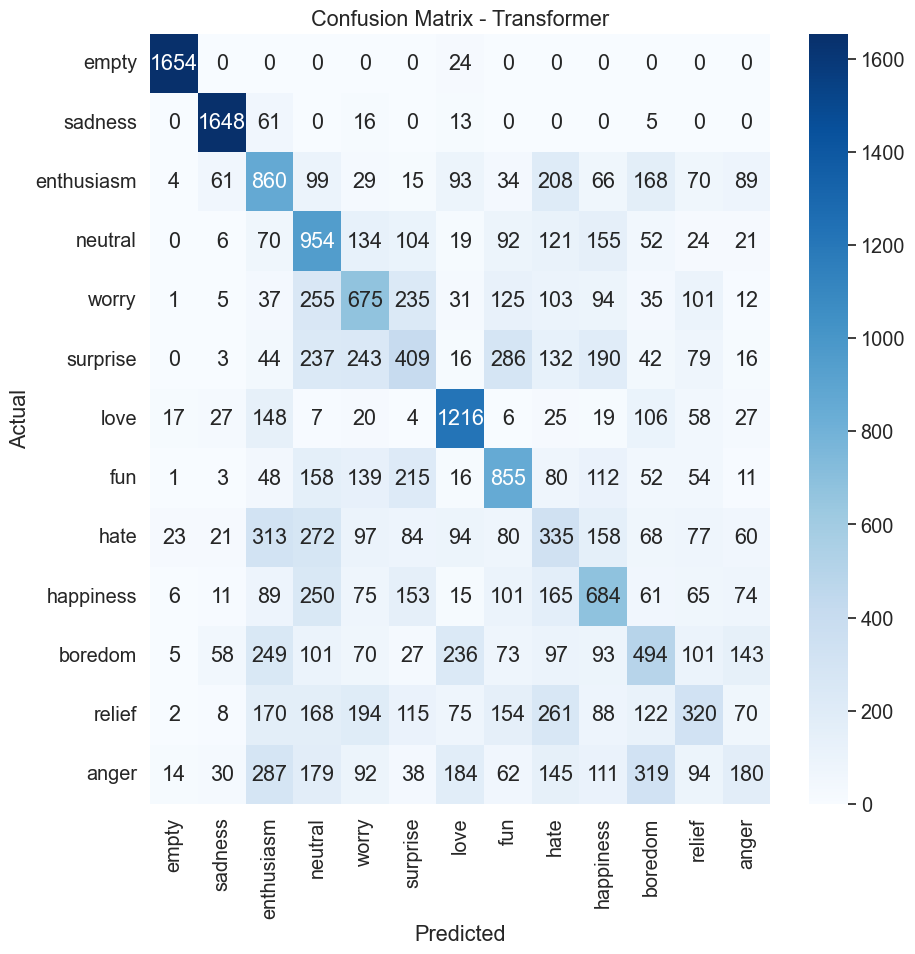 Confusion Matrix - Transformer
empty 1654 0 0 0 0 0 24 0 0 0 0 0 0
sadness 0 1648 61 0 16 0 13 0 0 0 5 0 0
enthusiasm 4 61 860 99 29 15 93 34 208 66 168 70 89
neutral 0 6 70 954 134 104 19 92 121 155 52 24 21
worry 1 5 37 255 675 235 31 125 103 94 35 101 12
surprise 0 3 44 237 243 409 16 286 132 190 42 79 16
love 17 27 148 7 20 4 1216 6 25 19 106 58 27
fun 1 3 48 158 139 215 16 855 80 112 52 54 11
hate 23 21 313 272 97 84 94 80 335 158 68 77 60
happiness 6 11 89 250 75 153 15 101 165 684 61 65 74
boredom 5 58 249 101 70 27 236 73 97 93 494 101 143
relief 2 8 170 168 194 115 75 154 261 88 122 320 70
anger 14 30 287 179 92 38 184 62 145 111 319 94 180
empty sadness enthusiasm neutral worry surprise love fun hate happiness boredom relief anger
Predicted
Actual
1600
1400
1200
1000
800
600
400
200
0